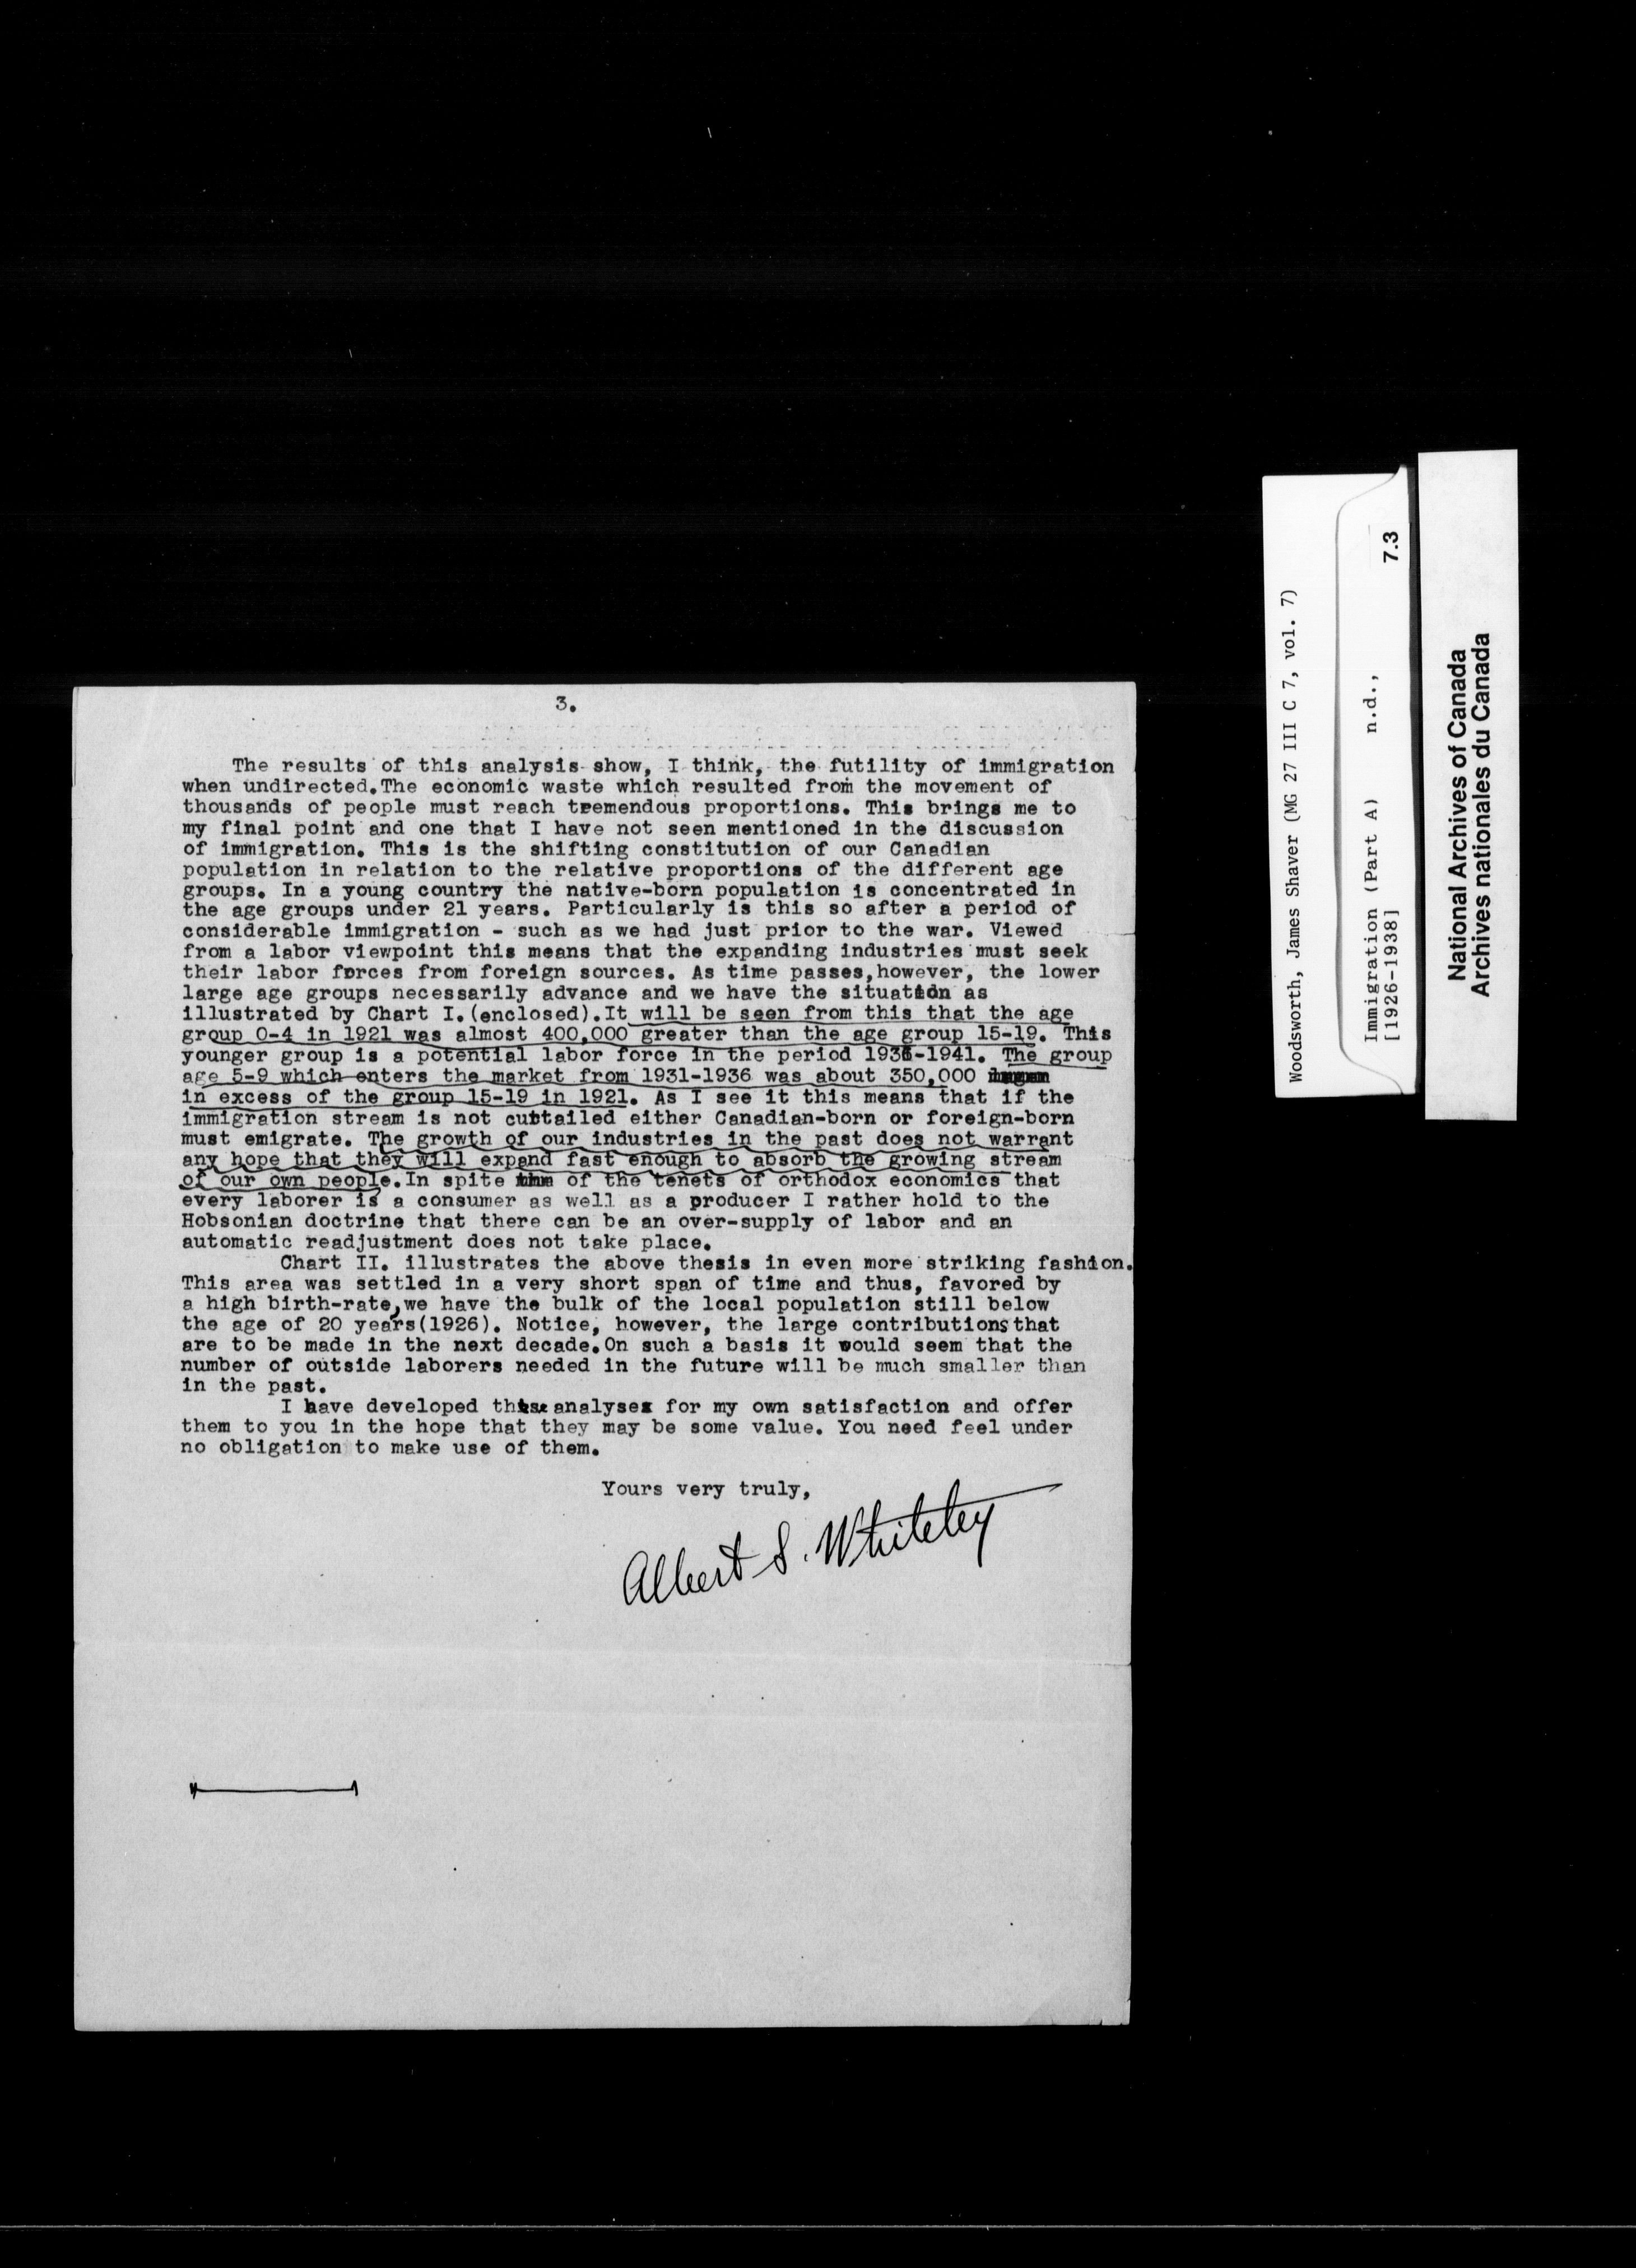 3.
The results of this analysis show, I think, the futility of immigration
when undirected.The economic waste which resulted from the movement of
thousands of people must reach tremendous proportions. This brings me to
my final point and one that I have not seen mentioned in the discussion
of immigration. This is the shifting constitution of our Canadian
population in relation to the relative proportions of the different age
groups. In a young country the native-born population is concentrated in
the age groups under 21 years. Particularly is this so after a period of
considerable immigration - such as we had just prior to the war. Viewed
from a labor viewpoint this means that the expanding industries must seek
their labor forces from foreign sources. As time passes,however, the lower
large age groups necessarily advance and we have the situation as
illustrated by Chart I.(enclosed).It will be seen from this that the age
group 0-4 in 1921 was almost 400,000 greater than the age group 15-19. This
younger group is a potential labor force in the period 1936-1941. The group
age 5-9 which enters the market from 1931-1936 was about 350,000
in excess of the group 15-19 in 1921. As I see it this means that if the
immigration stream is not cuttailed either Canadian-born or foreign-born
must emigrate. The growth of our industries in the past does not warrant
any hope that they will expand fast enough to absorb the growing stream
of our own people.In spite of the tenets of orthodox economics that
every laborer is a consumer as well as a producer I rather hold to the
Hobsonian doctrine that there can be an over-supply of labor and an
automatic readjustment does not take place.
Chart II. illustrates the above thesis in even more striking fashion.
This area was settled in a very short span of time and thus, favored by
a high birth-rate,we have the bulk of the local population still below
the age of 20 years(1926). Notice, however, the large contributions that
are to be made in the next decade.On such a basis it would seem that the
number of outside laborers needed in the future will be much smaller than
in the past.
I have developed these analyses for my own satisfaction and offer
them to you in the hope that they may be some value. You need feel under
no obligation to make use of them.
Yours very truly,
Albert S. Whiteley
Woodsworth, James Shaver (MG 27 III C 7, vol. 7)
Immigration (Part A) n.d.,
[1926-1938]
7.3
National Archives of Canada
Archives nationales du Canada